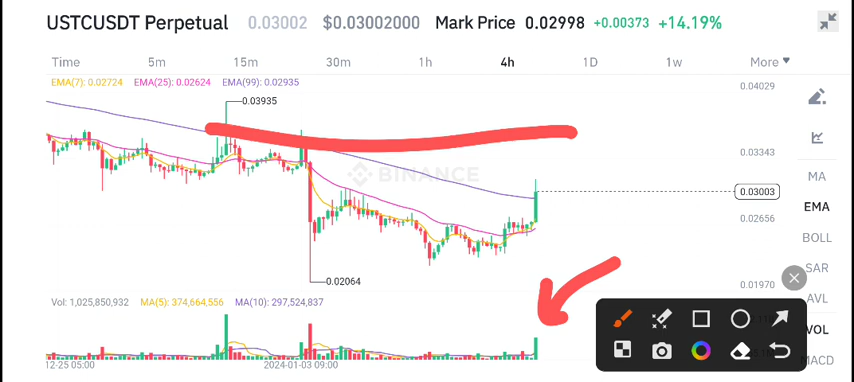 USTCUSDT Perpetual 0.03002 $0.03002000 Mark Price 0.02998 +0.00373 +14.19%
Time 5m 15m 30m 1h 4h 1D 1w More
EMA(7): 0.02724 EMA(25): 0.02624 EMA(99): 0.02935
0.04029
0.03935
0.03343
BINANCE
MA
0.03003
EMA
0.02656
BOLL
SAR
0.02064
0.01970
AVL
Vol: 1,025,850,932 MA(5): 374,664,556 MA(10): 297,524,837
VOL
MACD
12-25 05:00 2024-01-03 09:00